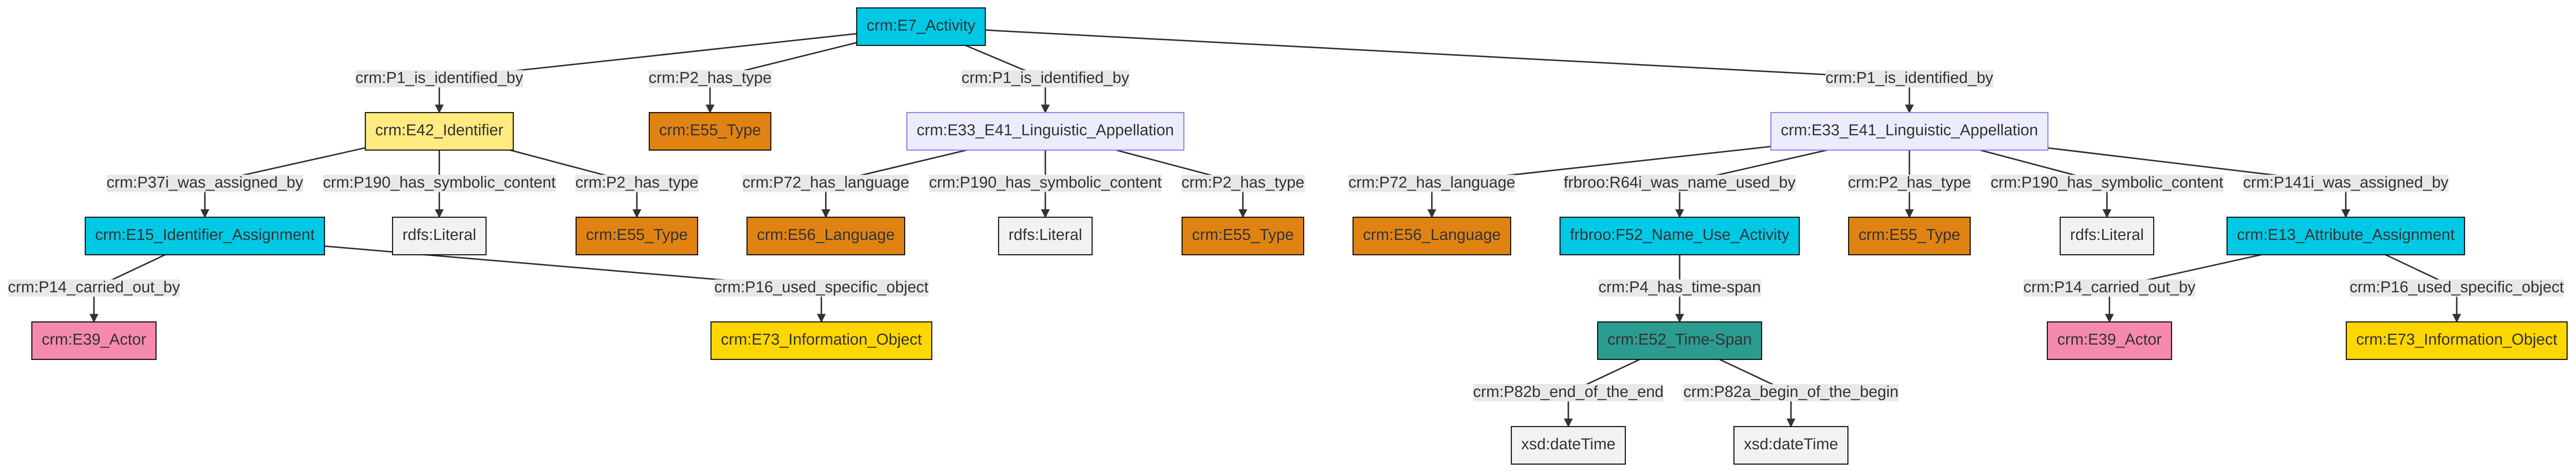 crm:E7_Activity
crm:P1_is_identified_by
crm:P2_has_type
crm:P1_is_identified_by
crm:P1_is_identified_by
crm:E42_Identifier
crm:E55_Type
crm:E33_E41_Linguistic_Appellation
crm:E33_E41_Linguistic_Appellation
crm:P37i_was_assigned_by
crm:P190_has_symbolic_content
crm:P2_has_type
crm:P72_has_language
crm:P190_has_symbolic_content
crm:P2_has_type
crm:P72_has_language
frbroo:R64i_was_name_used_by
crm:P2_has_type
crm:P190_has_symbolic_content
crm:P141i_was_assigned_by
crm:E15_Identifier_Assignment
rdfs:Literal
crm:E55_Type
crm:E56_Language
rdfs:Literal
crm:E55_Type
crm:E56_Language
frbroo:F52_Name_Use_Activity
crm:E55_Type
rdfs:Literal
crm:E13_Attribute_Assignment
crm:P14_carried_out_by
crm:P16_used_specific_object
crm:P4_has_time-span
crm:P14_carried_out_by
crm:P16_used_specific_object
crm:E39_Actor
crm:E73_Information_Object
crm:E52_Time-Span
crm:E39_Actor
crm:E73_Information_Object
crm:P82b_end_of_the_end
crm:P82a_begin_of_the_begin
xsd:dateTime
xsd:dateTime